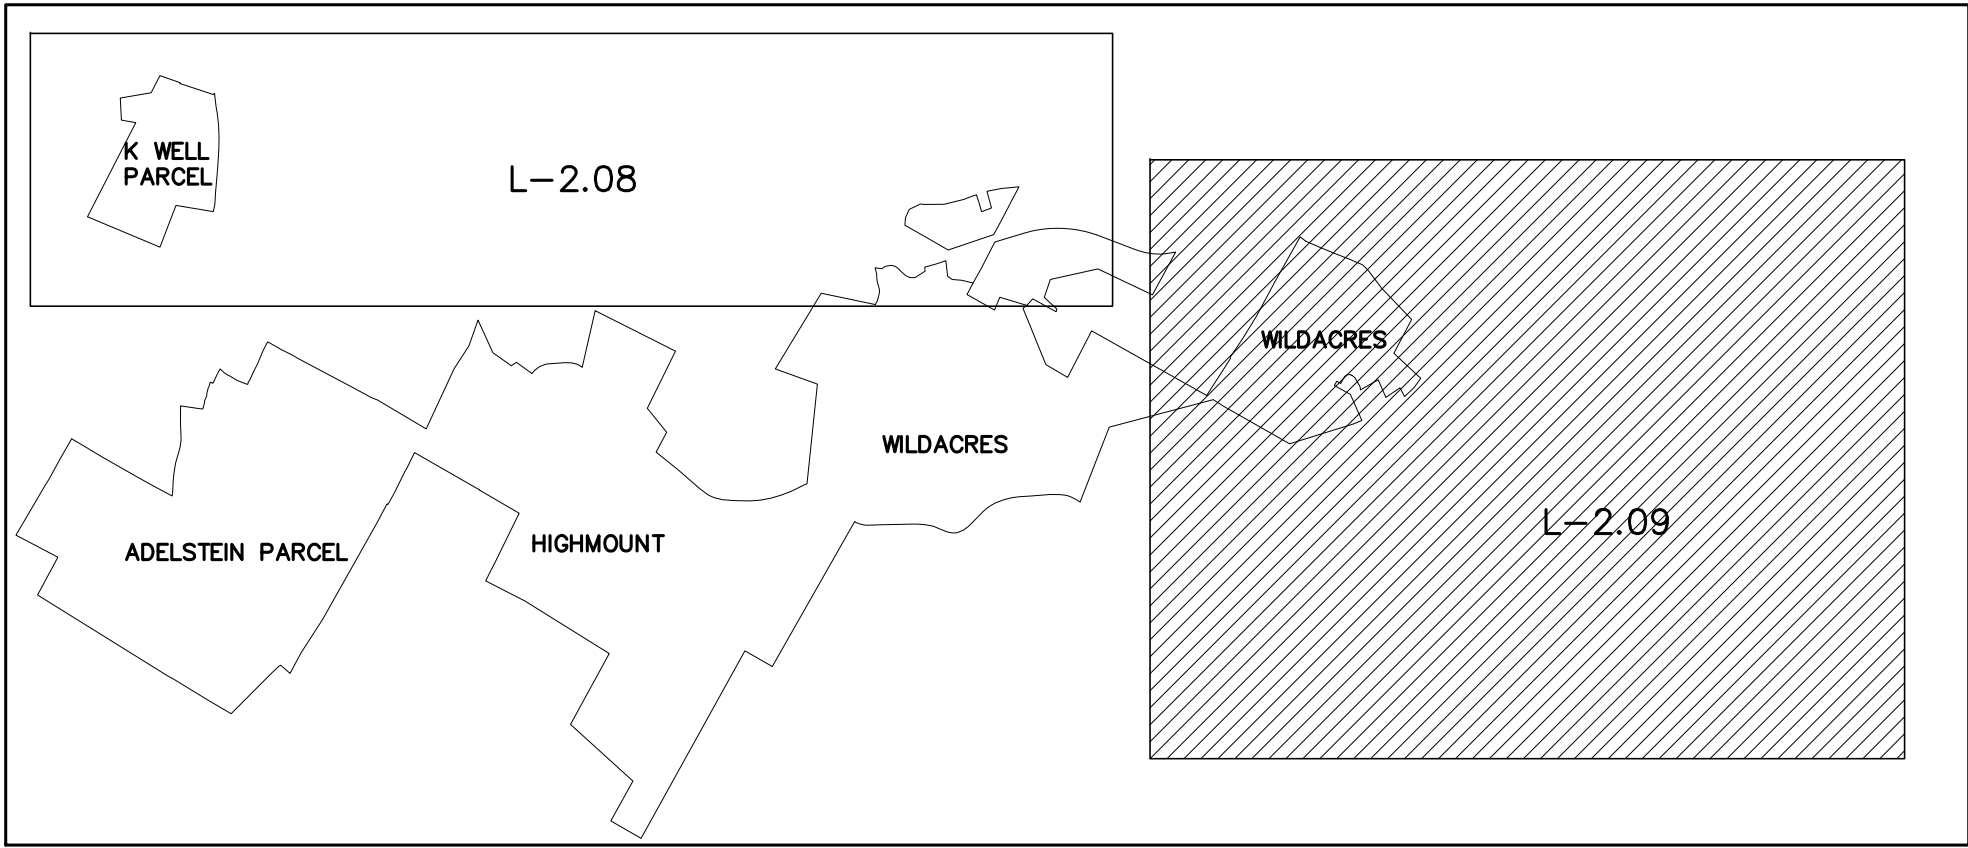 K WELL
PARCEL
L-2.08
WILDACRES
WILDACRES
L-2.09
HIGHMOUNT
ADELSTEIN PARCEL